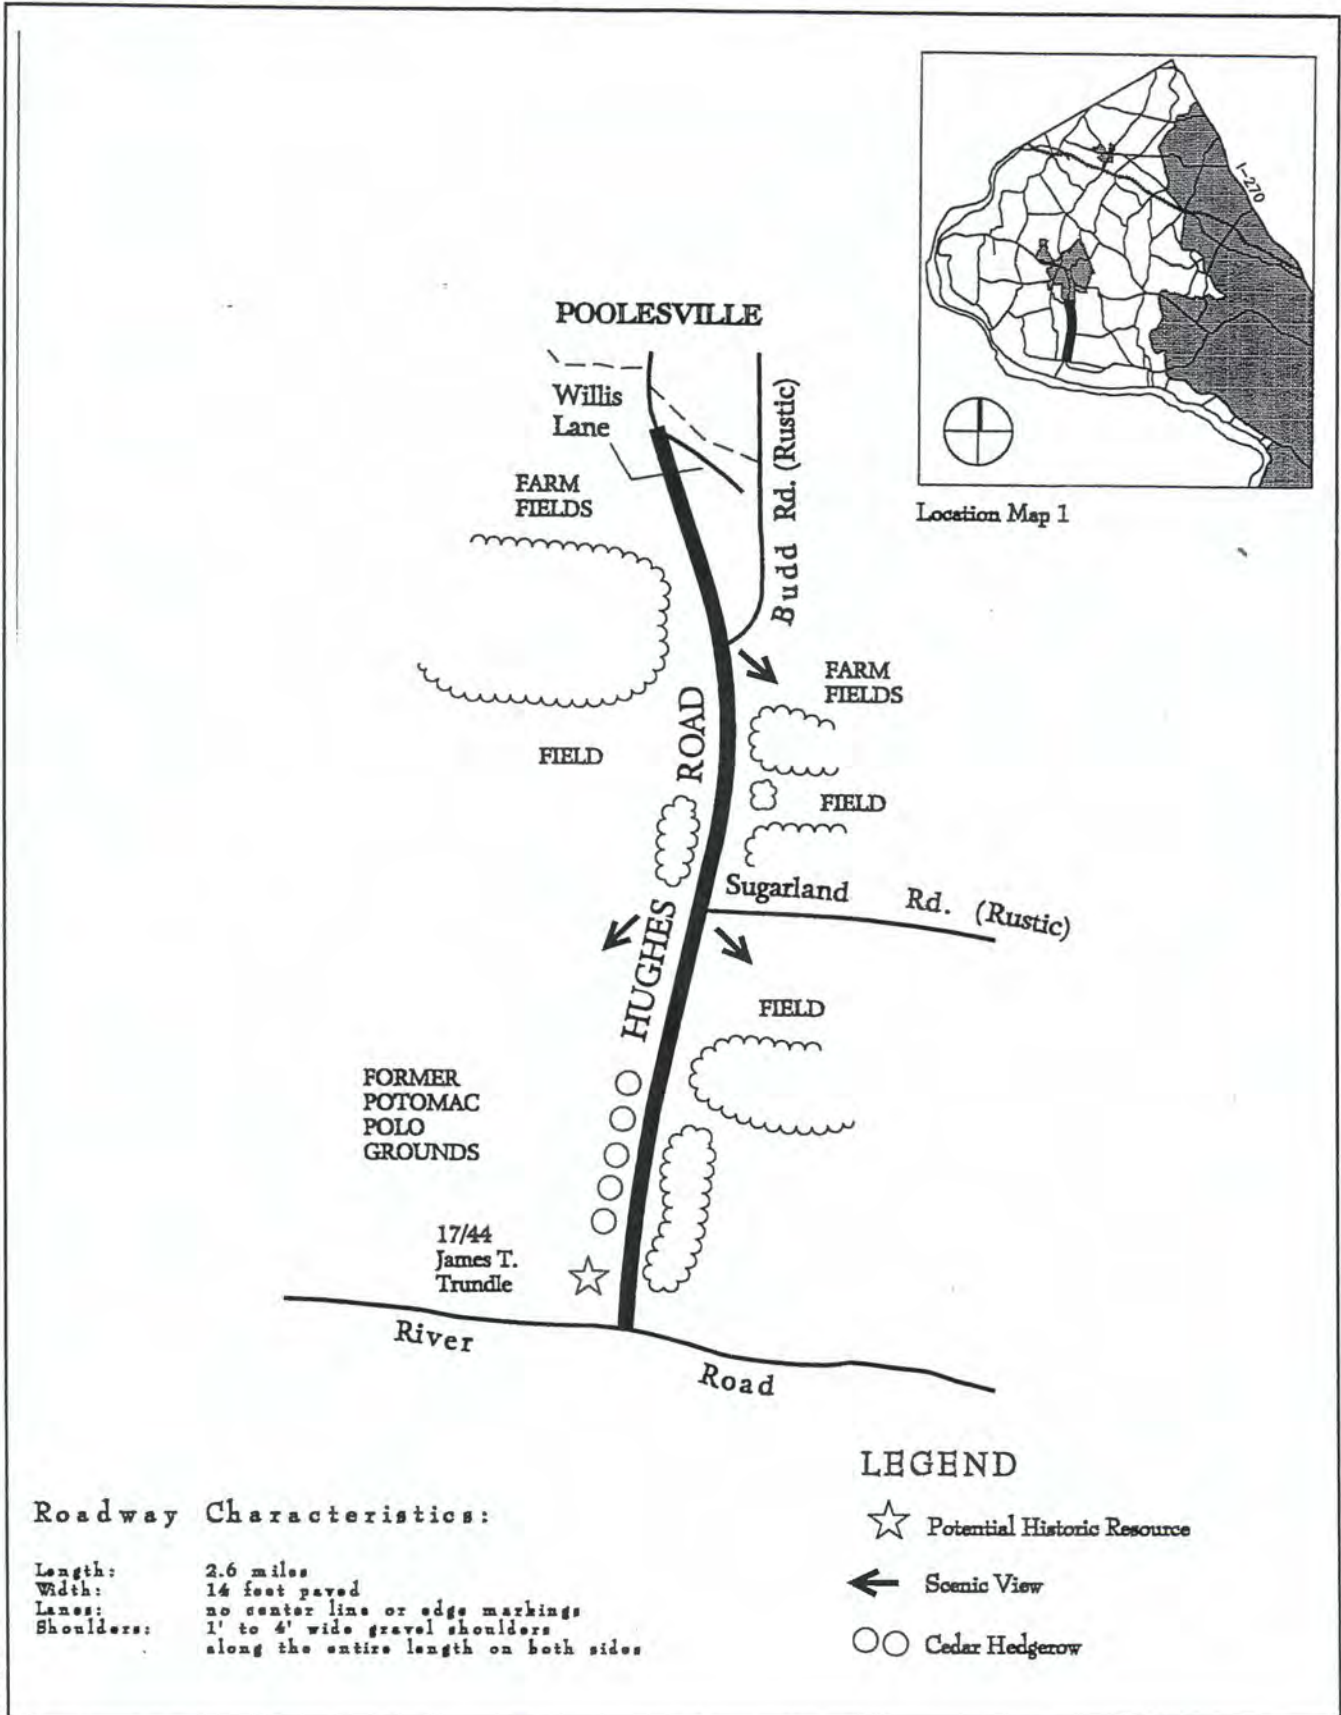 I-270
Location Map 1
POOLESVILLE
Willis
Lane
Budd Rd. (Rustic)
FARM
FIELDS
FARM
FIELDS
FIELD
HUGHES ROAD
FIELD
Sugarland Rd. (Rustic)
FIELD
FORMER
POTOMAC
POLO
GROUNDS
17/44
James T.
Trundle
River Road
LEGEND
Potential Historic Resource
Scenic View
Cedar Hedgerow
Roadway Characteristics:
Length: 2.6 miles
Width: 14 feet paved
Lanes: no center line or edge markings
Shoulders: 1' to 4' wide gravel shoulders
along the entire length on both sides